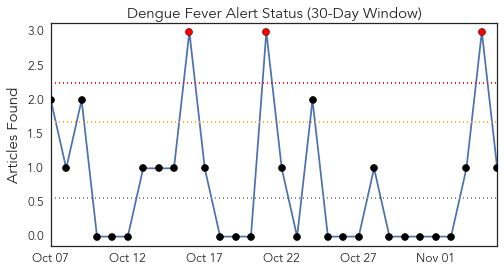 Dengue Fever Alert Status (30-Day Window)
Articles Found
3.0
2.5
2.0
1.5
1.0
0.5
0.0
Oct 07 Oct 12 Oct 17 Oct 22 Oct 27 Nov 01